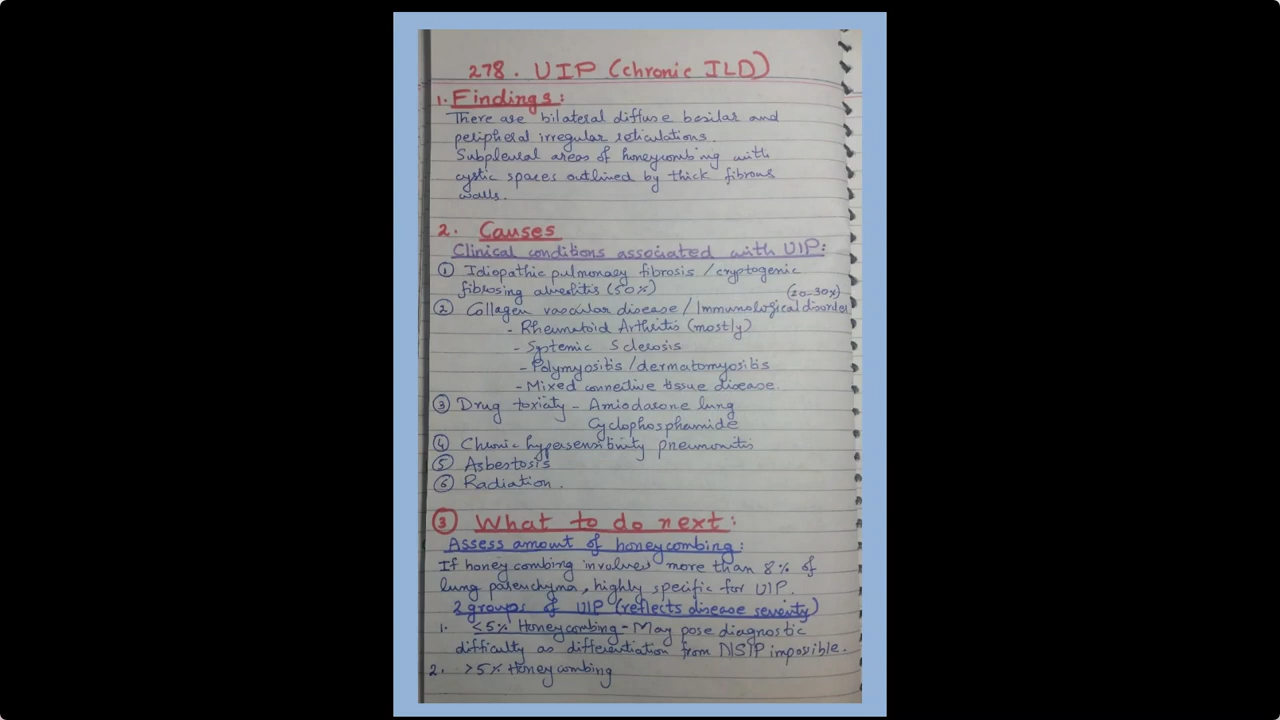 278. UIP (chronic ILD)
1. Findings:
There are bilateral diffuse basilar and
peripheral irregular reticulations.
Subpleural areas of honeycombing with
cystic spaces outlined by thick fibrous
walls.
2. Causes
Clinical conditions associated with UIP:
① Idiopathic pulmonary fibrosis / cryptogenic
fibrosing alveolitis (50%)
(20-30%)
② Collagen vascular disease / Immunological disorder
- Rheumatoid Arthritis (mostly)
- Systemic Sclerosis
- Polymyositis / dermatomyositis
- Mixed connective tissue disease.
③ Drug toxicity - Amiodarone lung
Cyclophosphamide
④ Chronic hypersensitivity pneumonitis
⑤ Asbestosis
⑥ Radiation.
③ What to do next:
Assess amount of honeycombing:
If honey combing involves more than 8% of
lung parenchyma, highly specific for UIP.
2 groups of UIP (reflects disease severity)
1. <5% Honeycombing - May pose diagnostic
difficulty as differentiation from NSIP impossible.
2. >5% Honeycombing